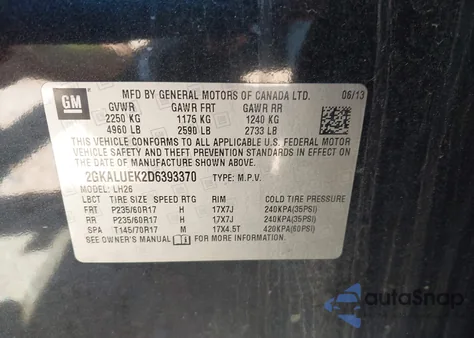 MFD BY GENERAL MOTORS OF CANADA LTD. 06/13
GM
GVWR GAWR FRT GAWR RR
2250 KG 1176 KG 1240 KG
4960 LB 2590 LB 2733 LB
THIS VEHICLE CONFORMS TO ALL APPLICABLE U.S. FEDERAL MOTOR
VEHICLE SAFETY AND THEFT PREVENTION STANDARDS IN EFFECT
ON THE DATE OF MANUFACTURE SHOWN ABOVE.
2GKALUEK2D6393370 TYPE: M.P.V.
MODEL: LH26
LBCT TIRE SIZE SPEED RTG RIM COLD TIRE PRESSURE
FRT P235/60R17 H 17X7J 240KPA(35PSI)
RR P235/60R17 H 17X7J 240KPA(35PSI)
SPA T145/70R17 M 17X4.5T 420KPA(60PSI)
SEE OWNER'S MANUAL FOR MORE INFORMATION.
autoSnap